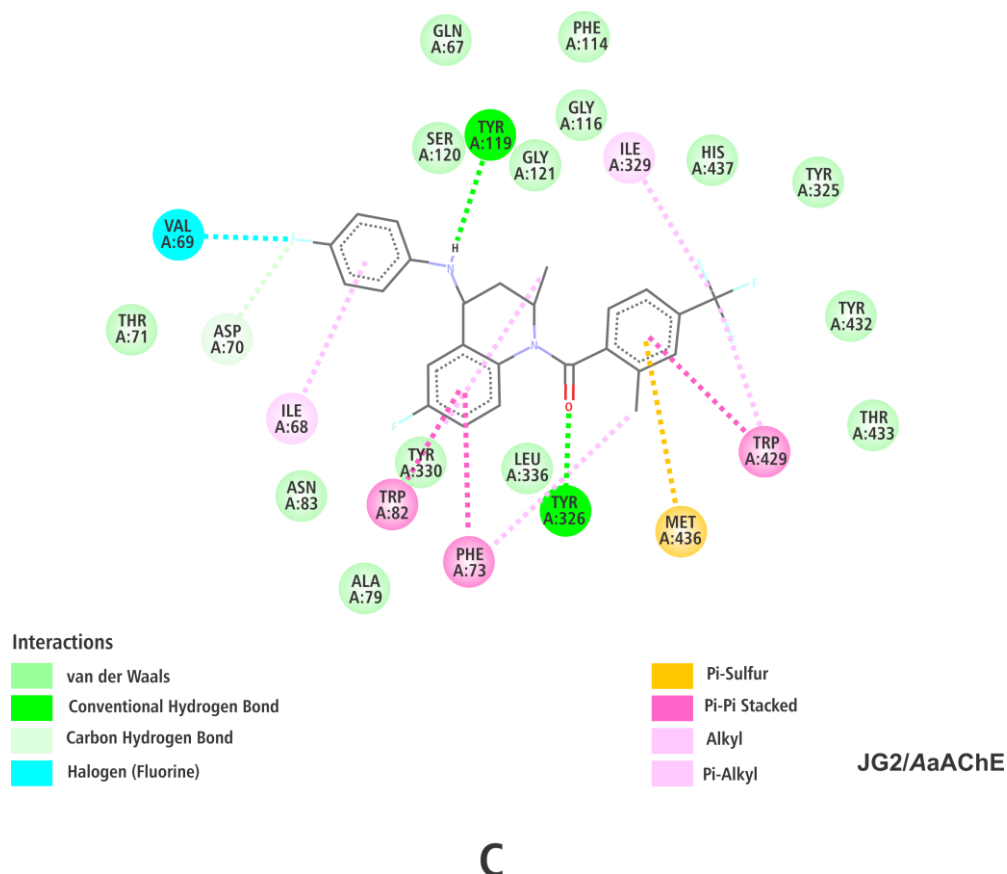 GLN
A:67
PHE
A:114
TYR
A:119
GLY
A:116
SER
A:120
GLY
A:121
ILE
A:329
HIS
A:437
TYR
A:325
VAL
A:69
F
H
N
F
F
F
THR
A:71
ASP
A:70
N
TYR
A:432
ILE
A:68
O
F
THR
A:433
TYR
A:330
LEU
A:336
TRP
A:429
ASN
A:83
TRP
A:82
TYR
A:326
MET
A:436
PHE
A:73
ALA
A:79
Interactions
van der Waals
Conventional Hydrogen Bond
Carbon Hydrogen Bond
Halogen (Fluorine)
Pi-Sulfur
Pi-Pi Stacked
Alkyl
Pi-Alkyl
JG2/AaAChE
C